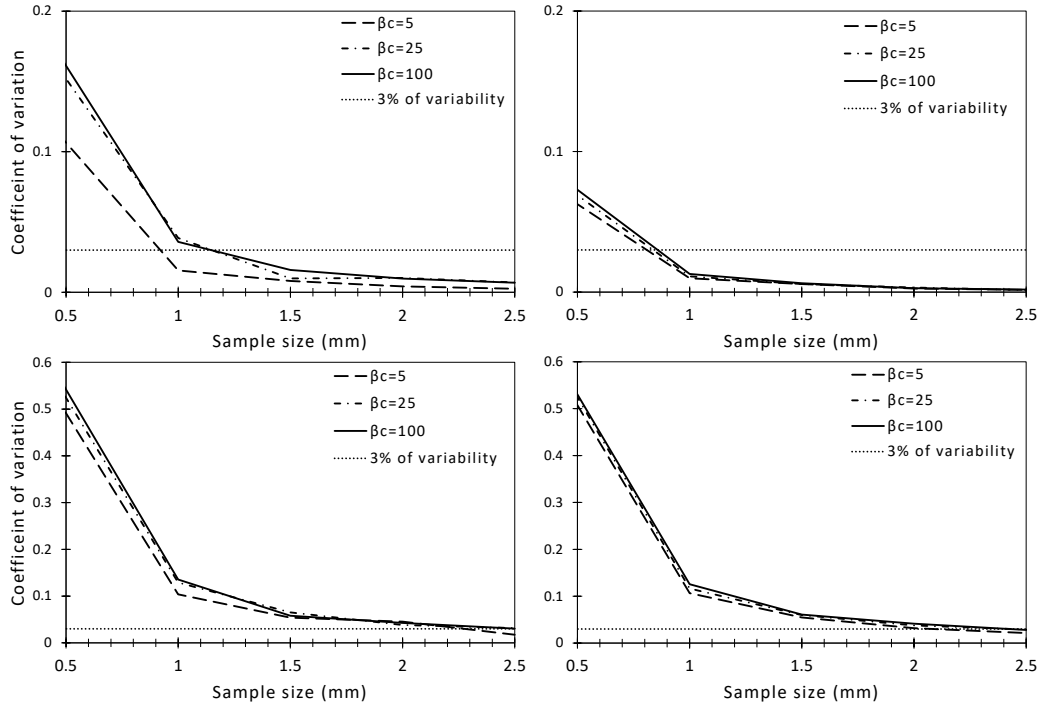 0.2
0.1
0
Coefficeint of variation
βc=5
βc=25
βc=100
3% of variability
0.5 1 1.5 2 2.5
Sample size (mm)
0.2
0.1
0
βc=5
βc=25
βc=100
3% of variability
0.5 1 1.5 2 2.5
Sample size (mm)
0.6
0.5
0.4
0.3
0.2
0.1
0
Coefficeint of variation
βc=5
βc=25
βc=100
3% of variability
0.5 1 1.5 2 2.5
Sample size (mm)
0.6
0.5
0.4
0.3
0.2
0.1
0
βc=5
βc=25
βc=100
3% of variability
0.5 1 1.5 2 2.5
Sample size (mm)